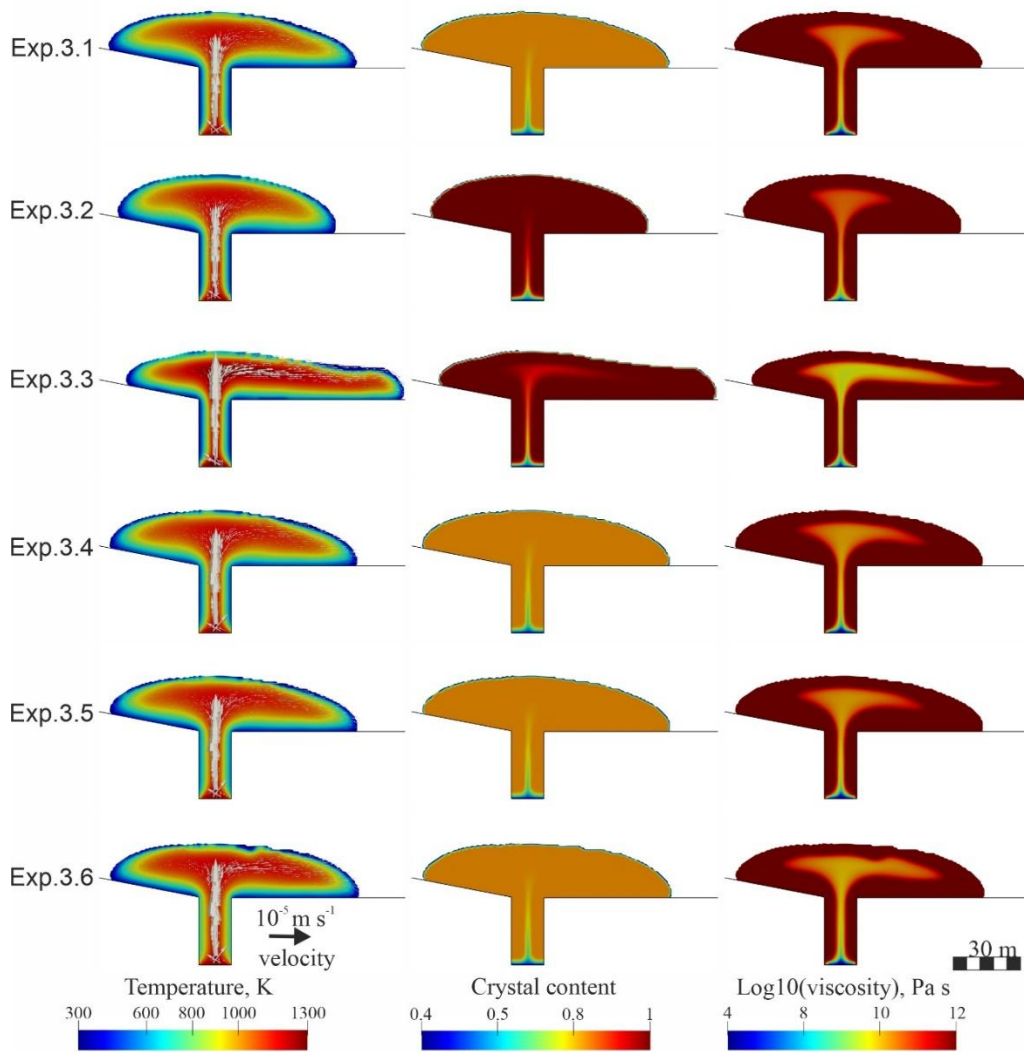 Exp.3.1
Exp.3.2
Exp.3.3
Exp.3.4
Exp.3.5
Exp.3.6
10⁻⁵ m s⁻¹
velocity
30 m
Temperature, K
Crystal content
Log10(viscosity), Pa s
300 600 800 1000 1300
0.4 0.5 0.8 1
4 6 8 10 12